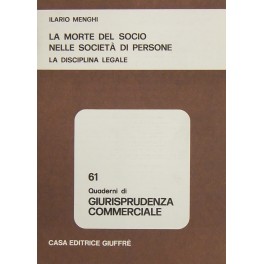 ILARIO MENGHI
LA MORTE DEL SOCIO
NELLE SOCIETÀ DI PERSONE
LA DISCIPLINA LEGALE
61
Quaderni di
GIURISPRUDENZA
COMMERCIALE
CASA EDITRICE GIUFFRÈ